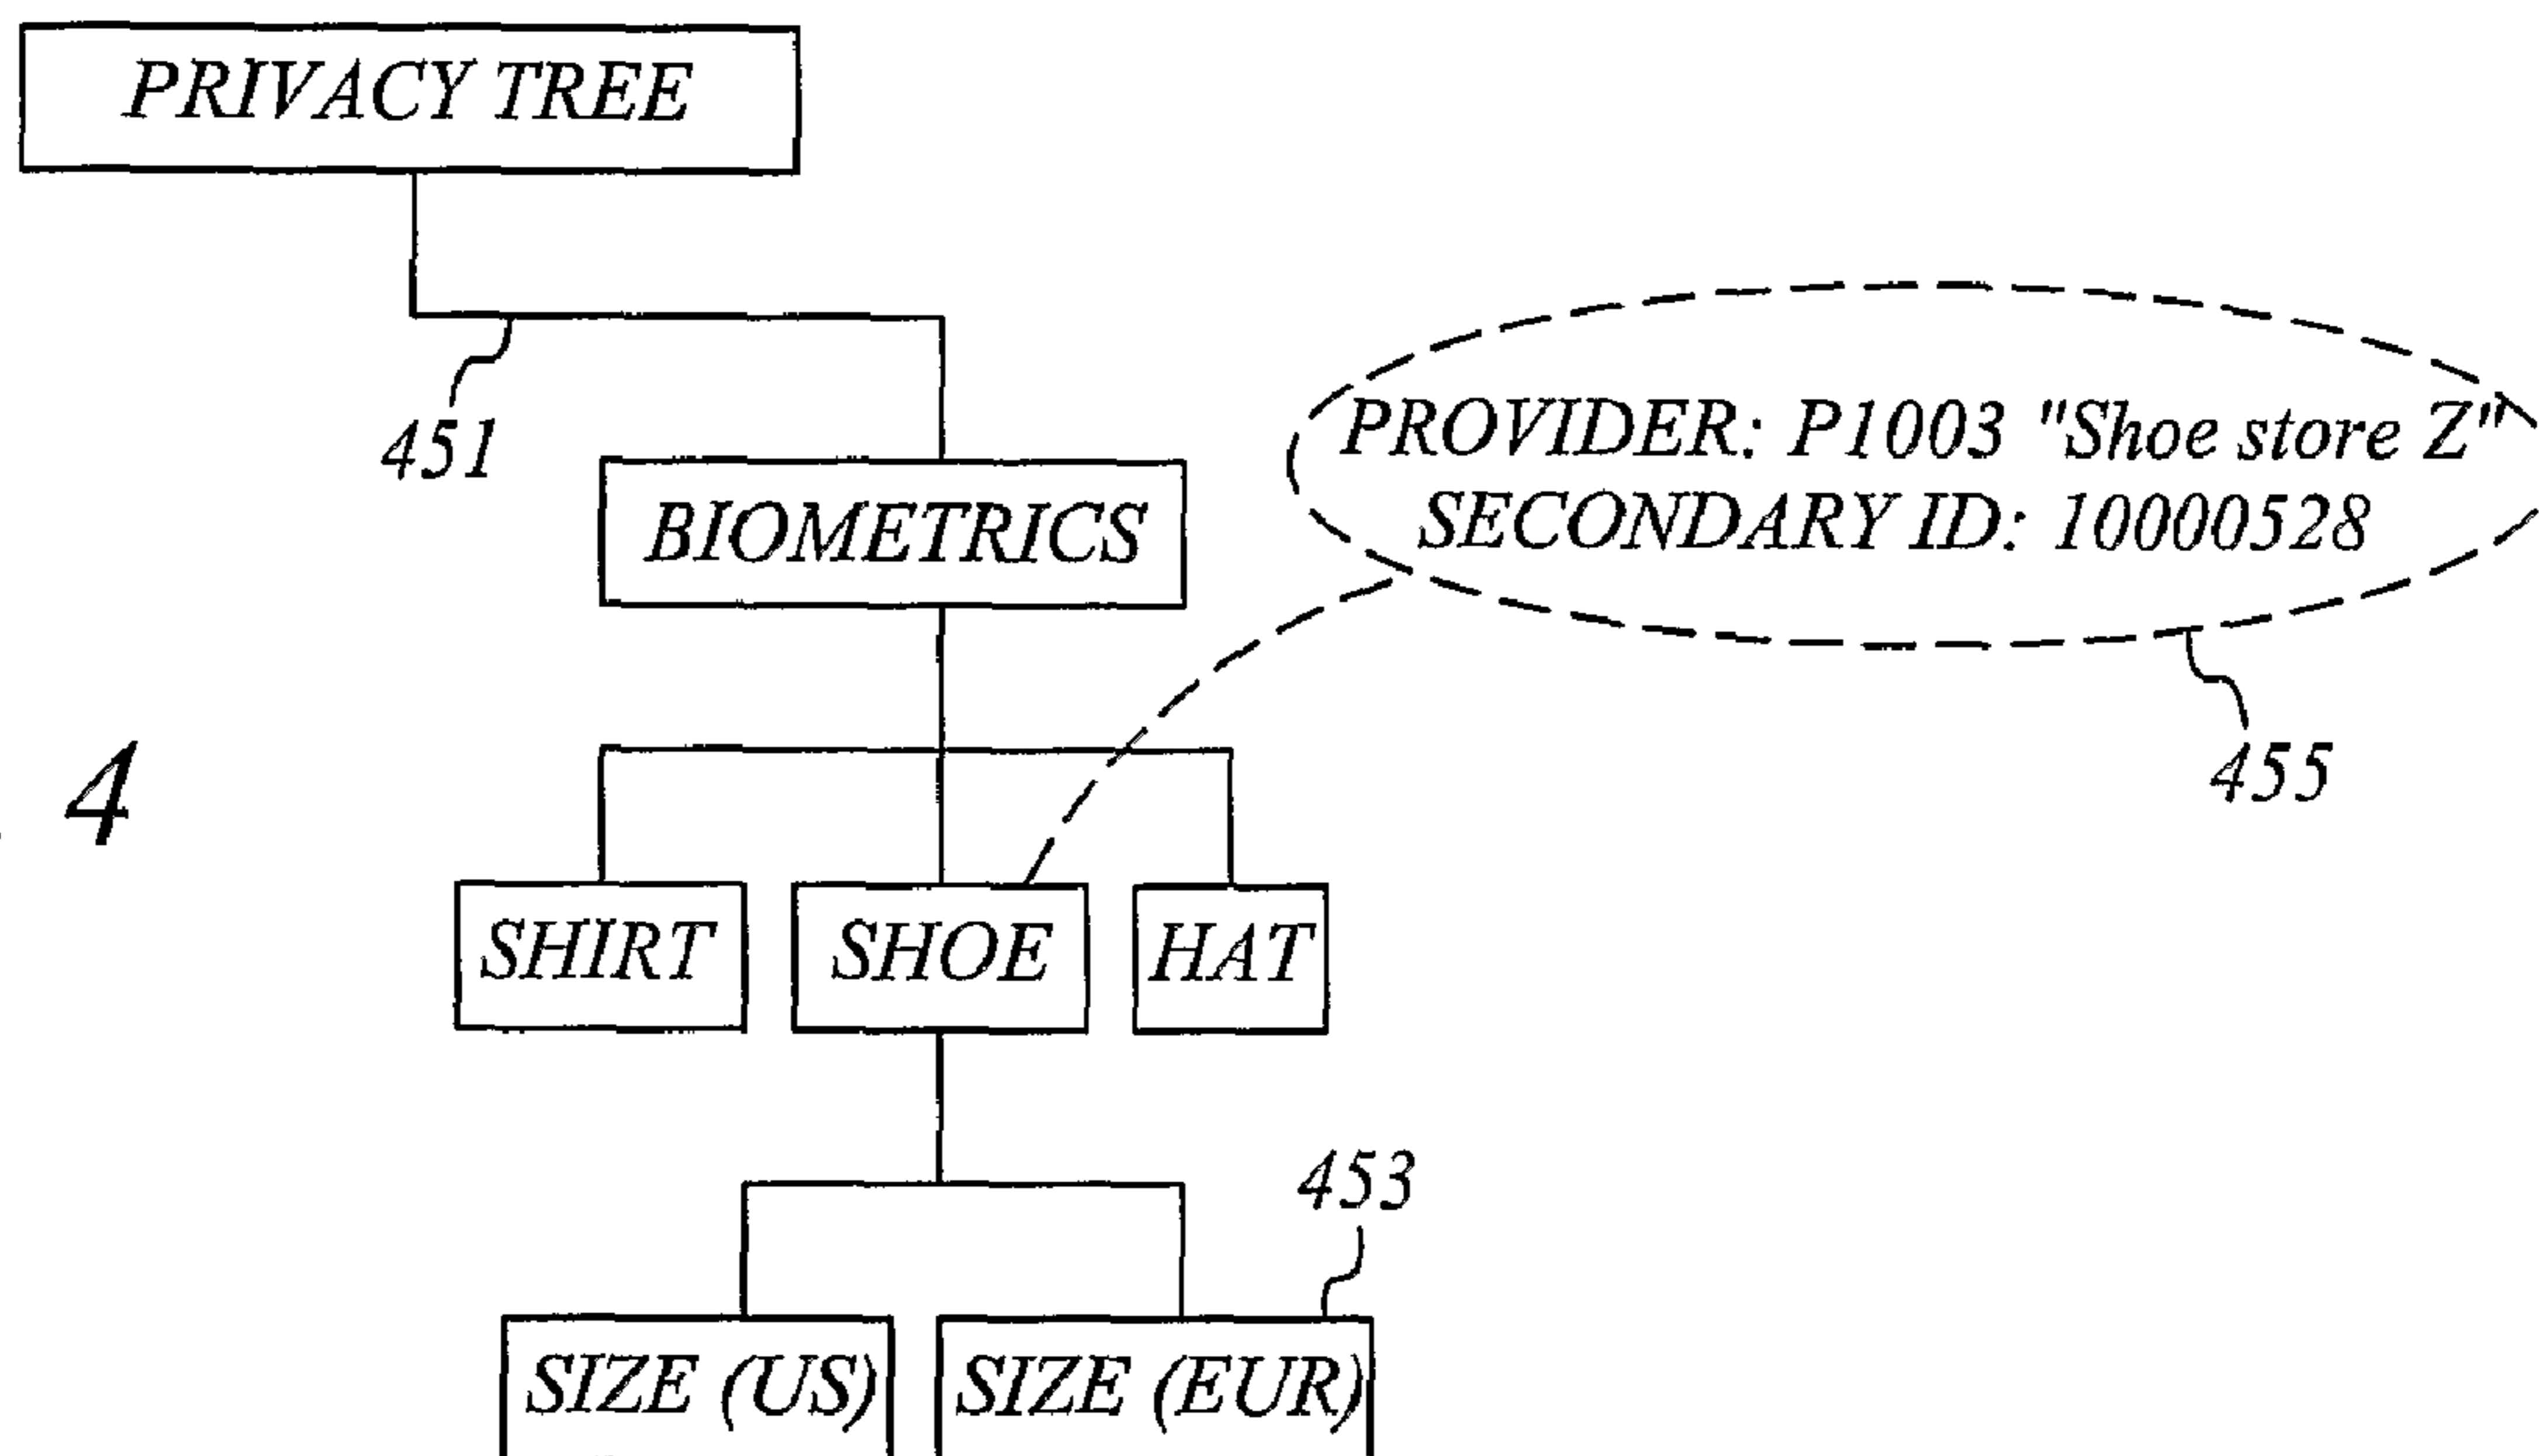 PRIVACY TREE
451
BIOMETRICS
PROVIDER: P1003 "Shoe store Z"
SECONDARY ID: 10000528
455
4
SHIRT
SHOE
HAT
453
SIZE (US)
SIZE (EUR)